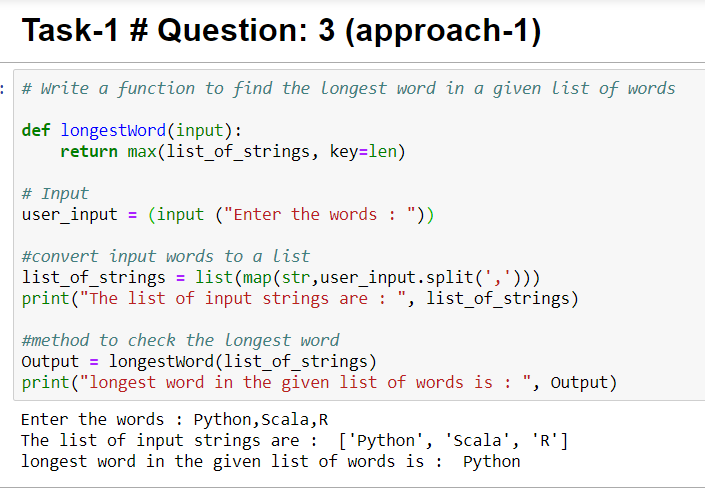 Task-1 # Question: 3 (approach-1)
: # Write a function to find the longest word in a given list of words
def longestWord(input):
    return max(list_of_strings, key=len)
# Input
user_input = (input ("Enter the words : "))
#convert input words to a list
list_of_strings = list(map(str,user_input.split(',')))
print("The list of input strings are : ", list_of_strings)
#method to check the longest word
Output = longestWord(list_of_strings)
print("longest word in the given list of words is : ", Output)
Enter the words : Python,Scala,R
The list of input strings are :  ['Python', 'Scala', 'R']
longest word in the given list of words is :  Python